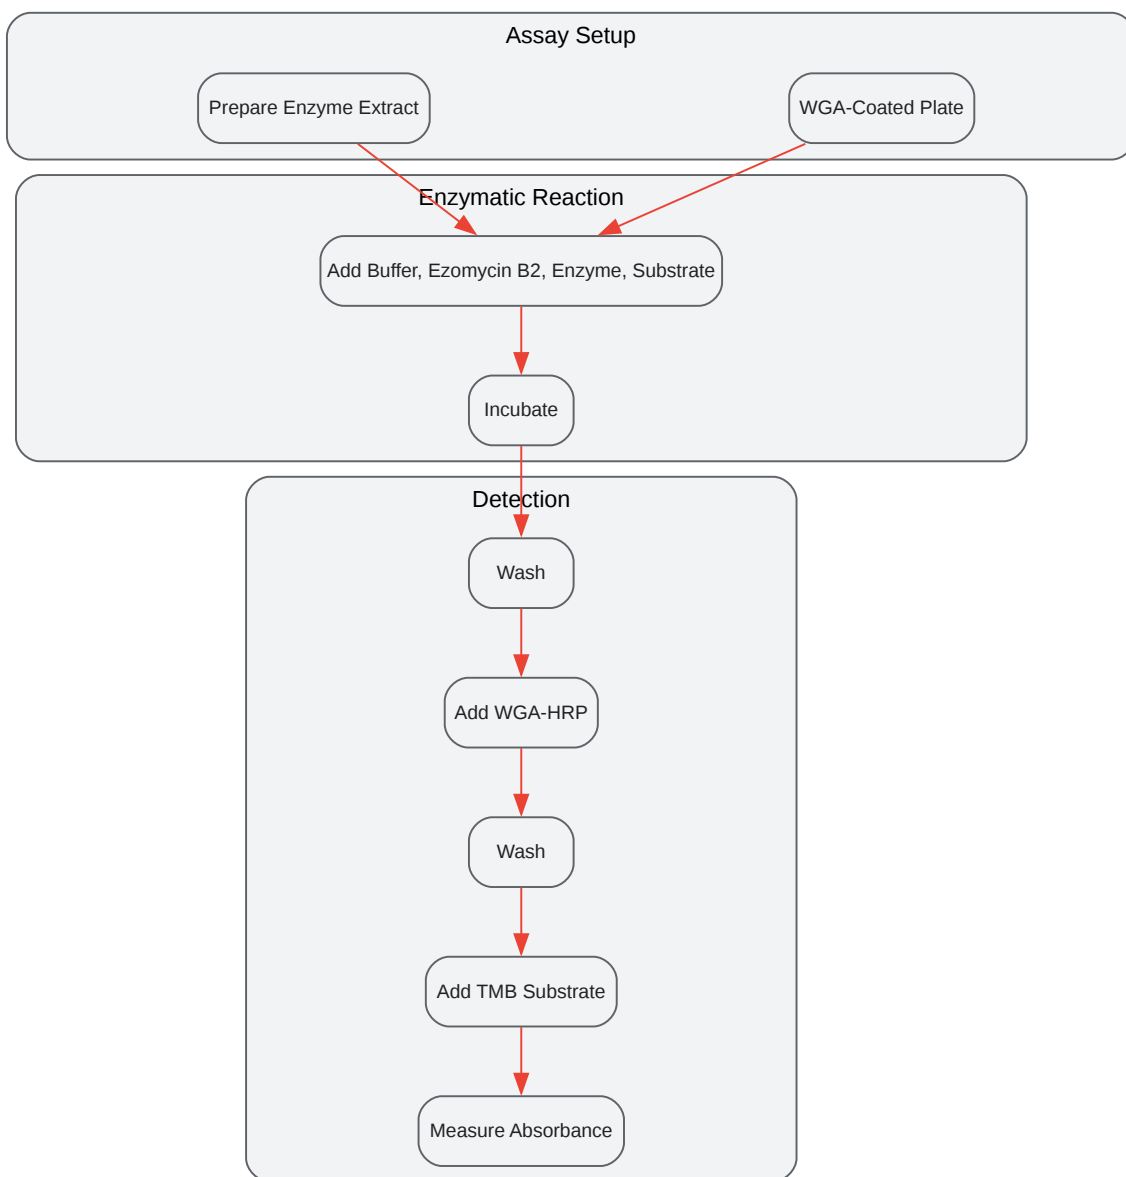 Assay Setup
Prepare Enzyme Extract
WGA-Coated Plate
Enzymatic Reaction
Add Buffer, Ezomycin B2, Enzyme, Substrate
Incubate
Detection
Wash
Add WGA-HRP
Wash
Add TMB Substrate
Measure Absorbance